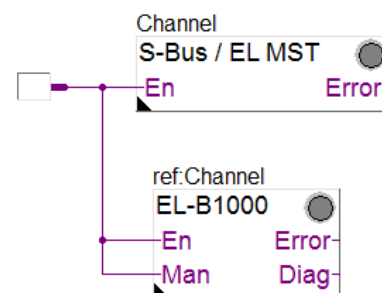 Channel
S-Bus / EL MST
En Error
ref:Channel
EL-B1000
En Error
Man Diag